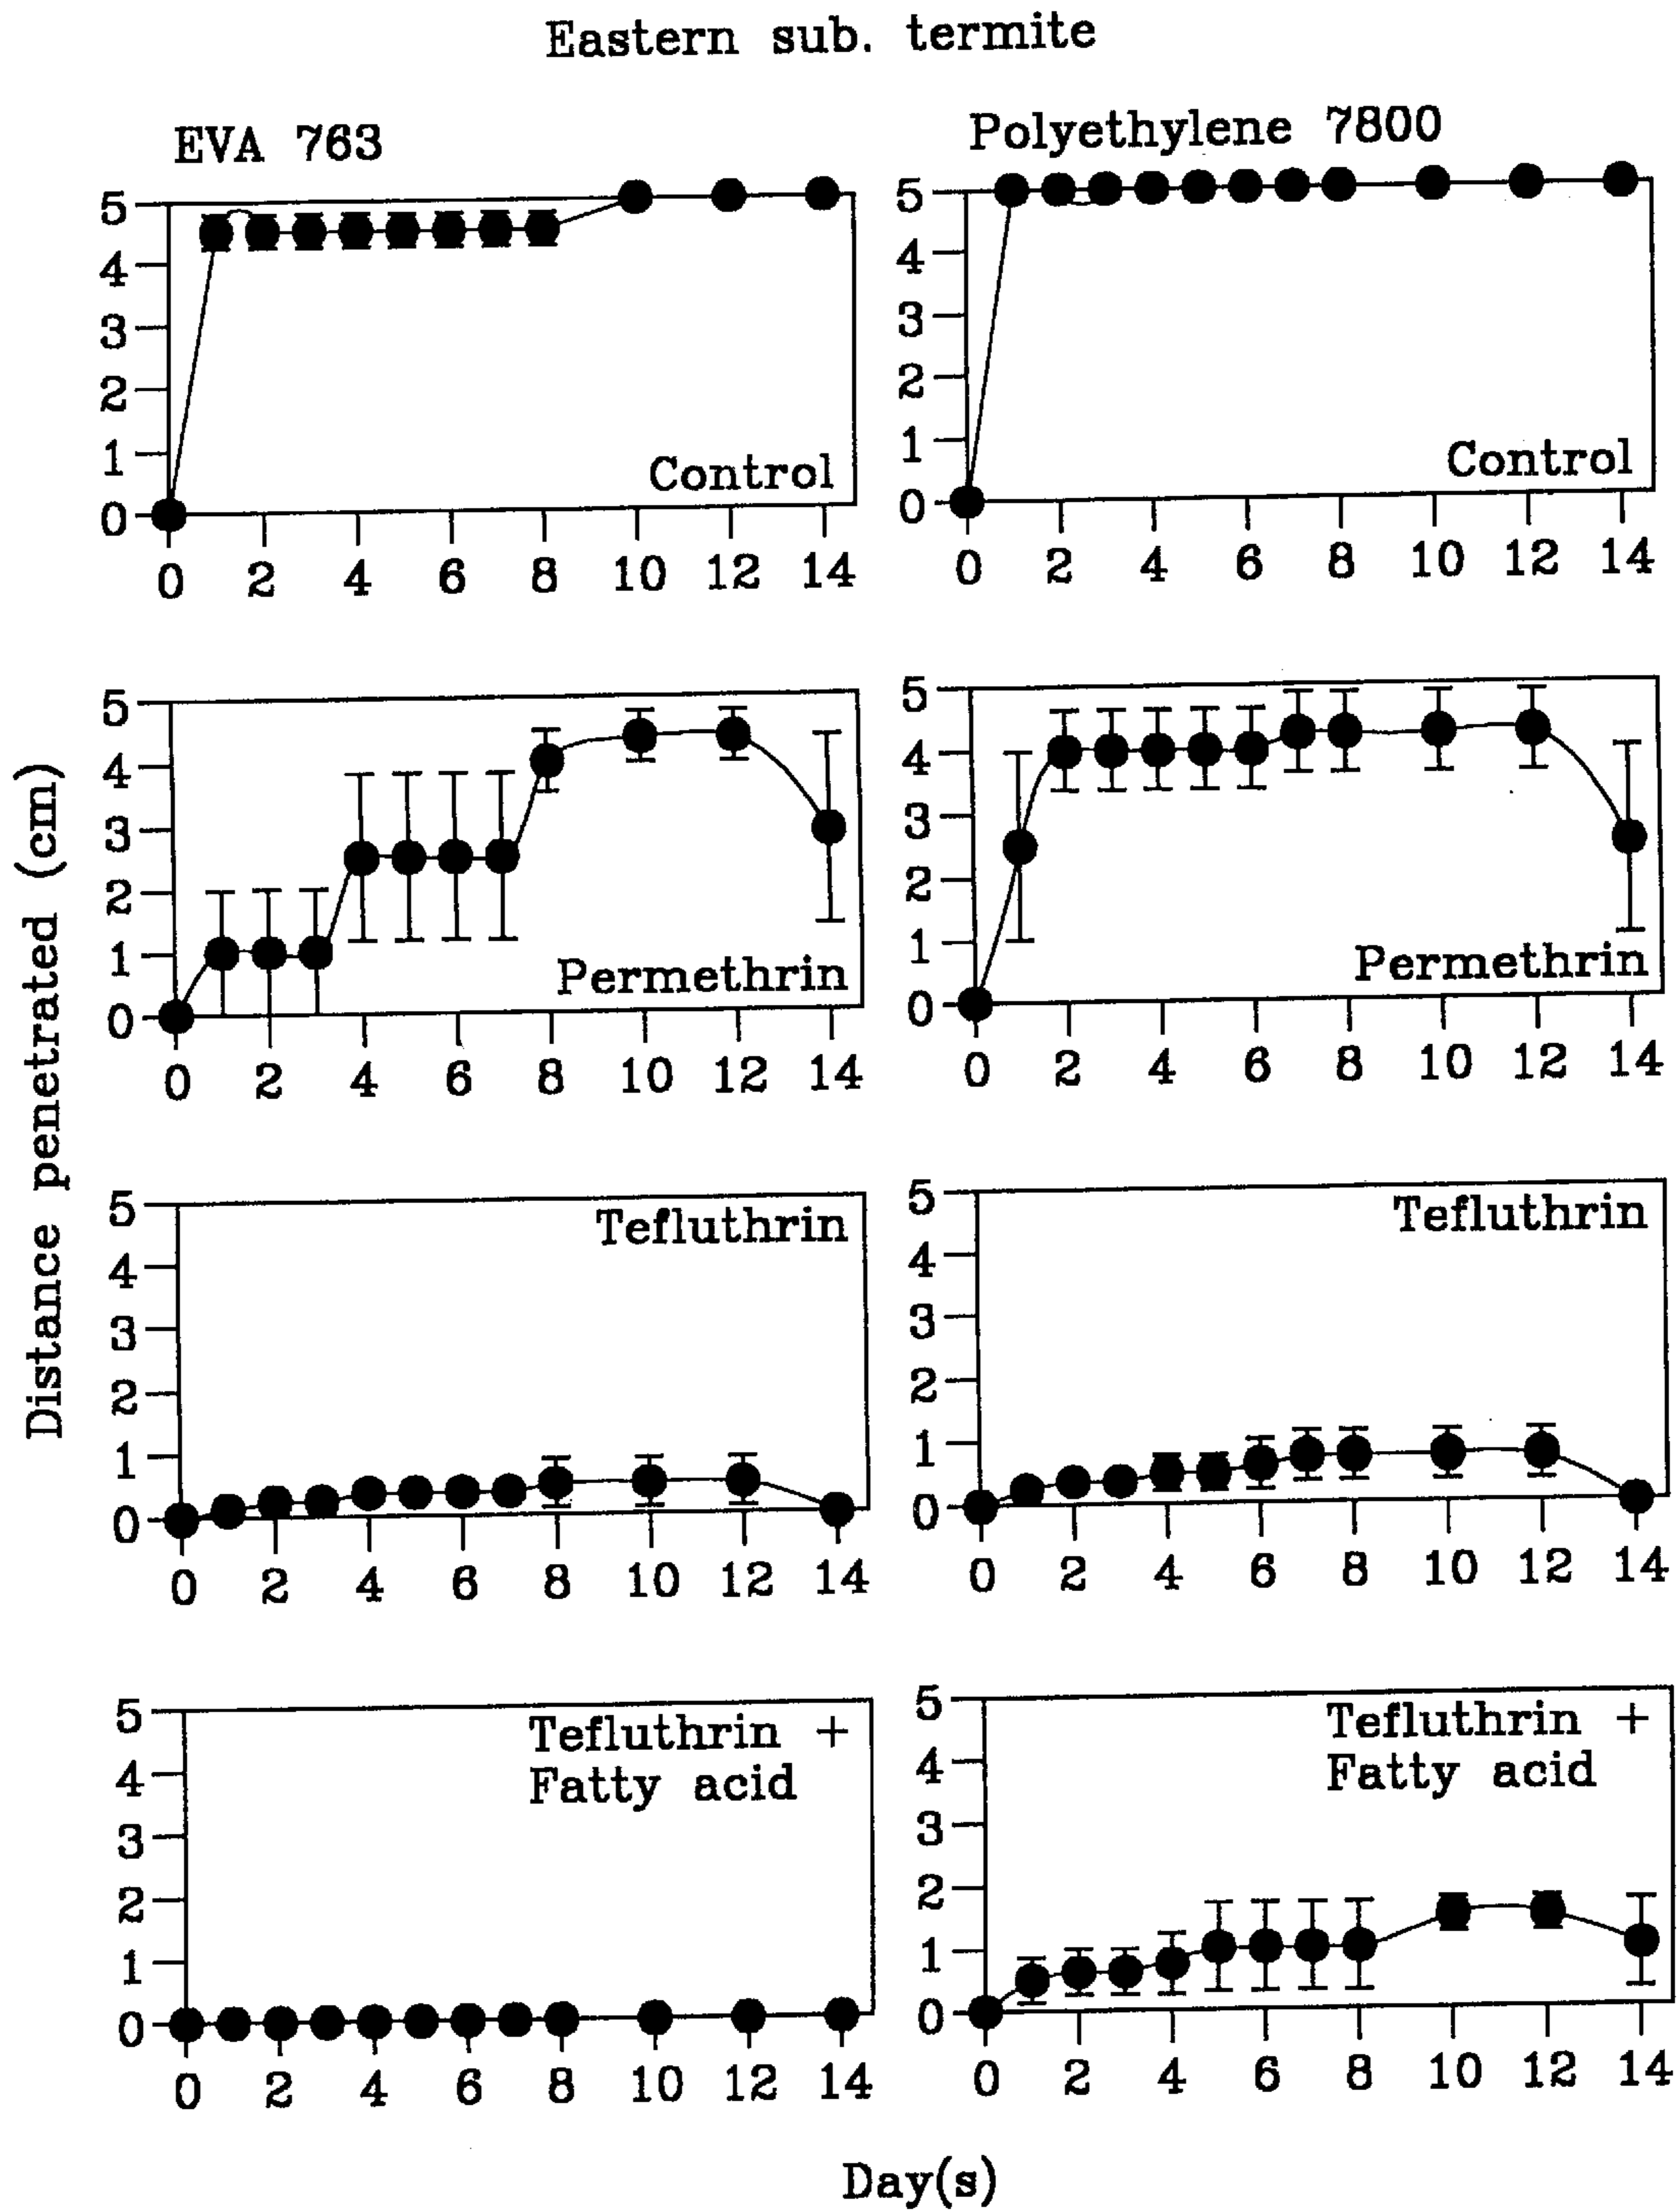 Eastern sub. termite
EVA 763
Polyethylene 7800
5
4
3
2
1
0
Control
0 2 4 6 8 10 12 14
5
4
3
2
1
0
Control
0 2 4 6 8 10 12 14
Distance penetrated (cm)
5
4
3
2
1
0
Permethrin
0 2 4 6 8 10 12 14
5
4
3
2
1
0
Permethrin
0 2 4 6 8 10 12 14
5
4
3
2
1
0
Tefluthrin
0 2 4 6 8 10 12 14
5
4
3
2
1
0
Tefluthrin
0 2 4 6 8 10 12 14
5
4
3
2
1
0
Tefluthrin +
Fatty acid
0 2 4 6 8 10 12 14
5
4
3
2
1
0
Tefluthrin +
Fatty acid
0 2 4 6 8 10 12 14
Day(s)